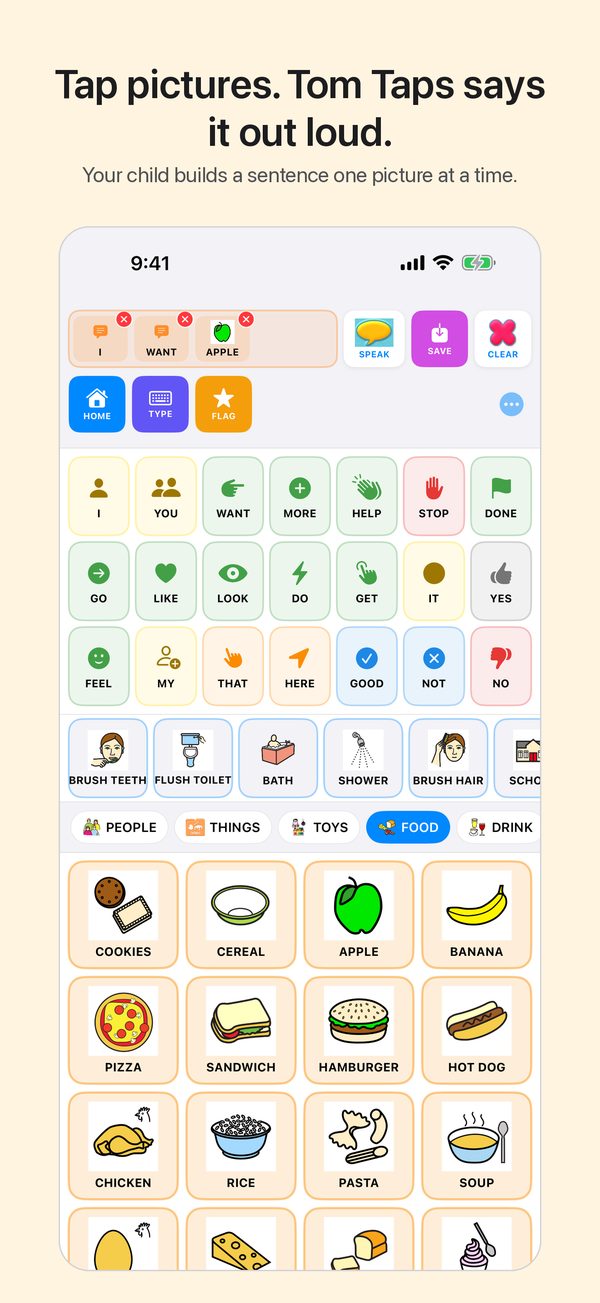 Tap pictures. Tom Taps says
it out loud.
Your child builds a sentence one picture at a time.
9:41
I WANT APPLE SPEAK SAVE CLEAR
HOME TYPE FLAG
I YOU WANT MORE HELP STOP DONE
GO LIKE LOOK DO GET IT YES
FEEL MY THAT HERE GOOD NOT NO
BRUSH TEETH FLUSH TOILET BATH SHOWER BRUSH HAIR SCHO
PEOPLE THINGS TOYS FOOD DRINK
COOKIES CEREAL APPLE BANANA
PIZZA SANDWICH HAMBURGER HOT DOG
CHICKEN RICE PASTA SOUP